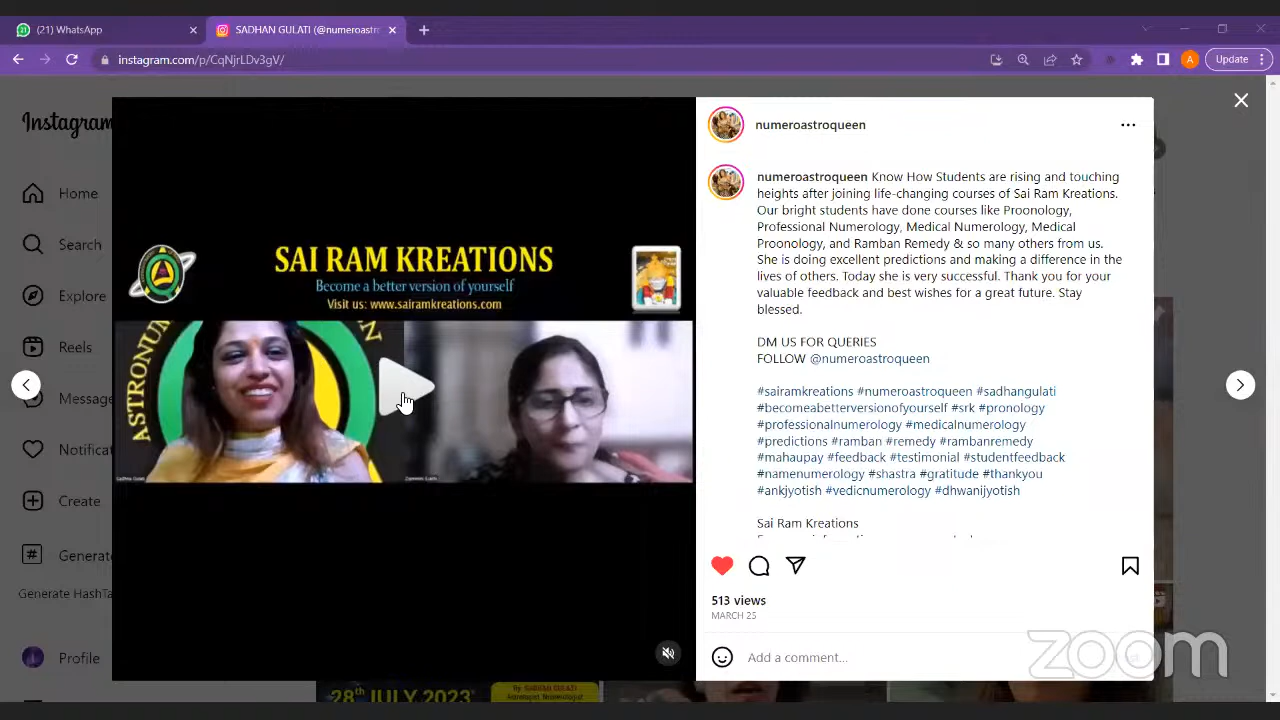 (21) WhatsApp
SADHAN GULATI (@numeroastr
instagram.com/p/CqNjrLDv3gV/
Update
Instagram
Home
Search
Explore
Reels
Message
Notificat
Create
Generate
Generate HashTa
Profile
SAI RAM KREATIONS
Become a better version of yourself
Visit us: www.sairamkreations.com
numeroastroqueen
numeroastroqueen Know How Students are rising and touching
heights after joining life-changing courses of Sai Ram Kreations.
Our bright students have done courses like Proonology,
Professional Numerology, Medical Numerology, Medical
Proonology, and Ramban Remedy & so many others from us.
She is doing excellent predictions and making a difference in the
lives of others. Today she is very successful. Thank you for your
valuable feedback and best wishes for a great future. Stay
blessed.
DM US FOR QUERIES
FOLLOW @numeroastroqueen
#sairamkreations #numeroastroqueen #sadhangulati
#becomeabetterversionofyourself #srk #pronology
#professionalnumerology #medicalnumerology
#predictions #ramban #remedy #rambanremedy
#mahaupay #feedback #testimonial #studentfeedback
#namenumerology #shastra #gratitude #thankyou
#ankjyotish #vedicnumerology #dhwanijyotish
Sai Ram Kreations
513 views
MARCH 25
Add a comment...
zoom
28th JULY 2023